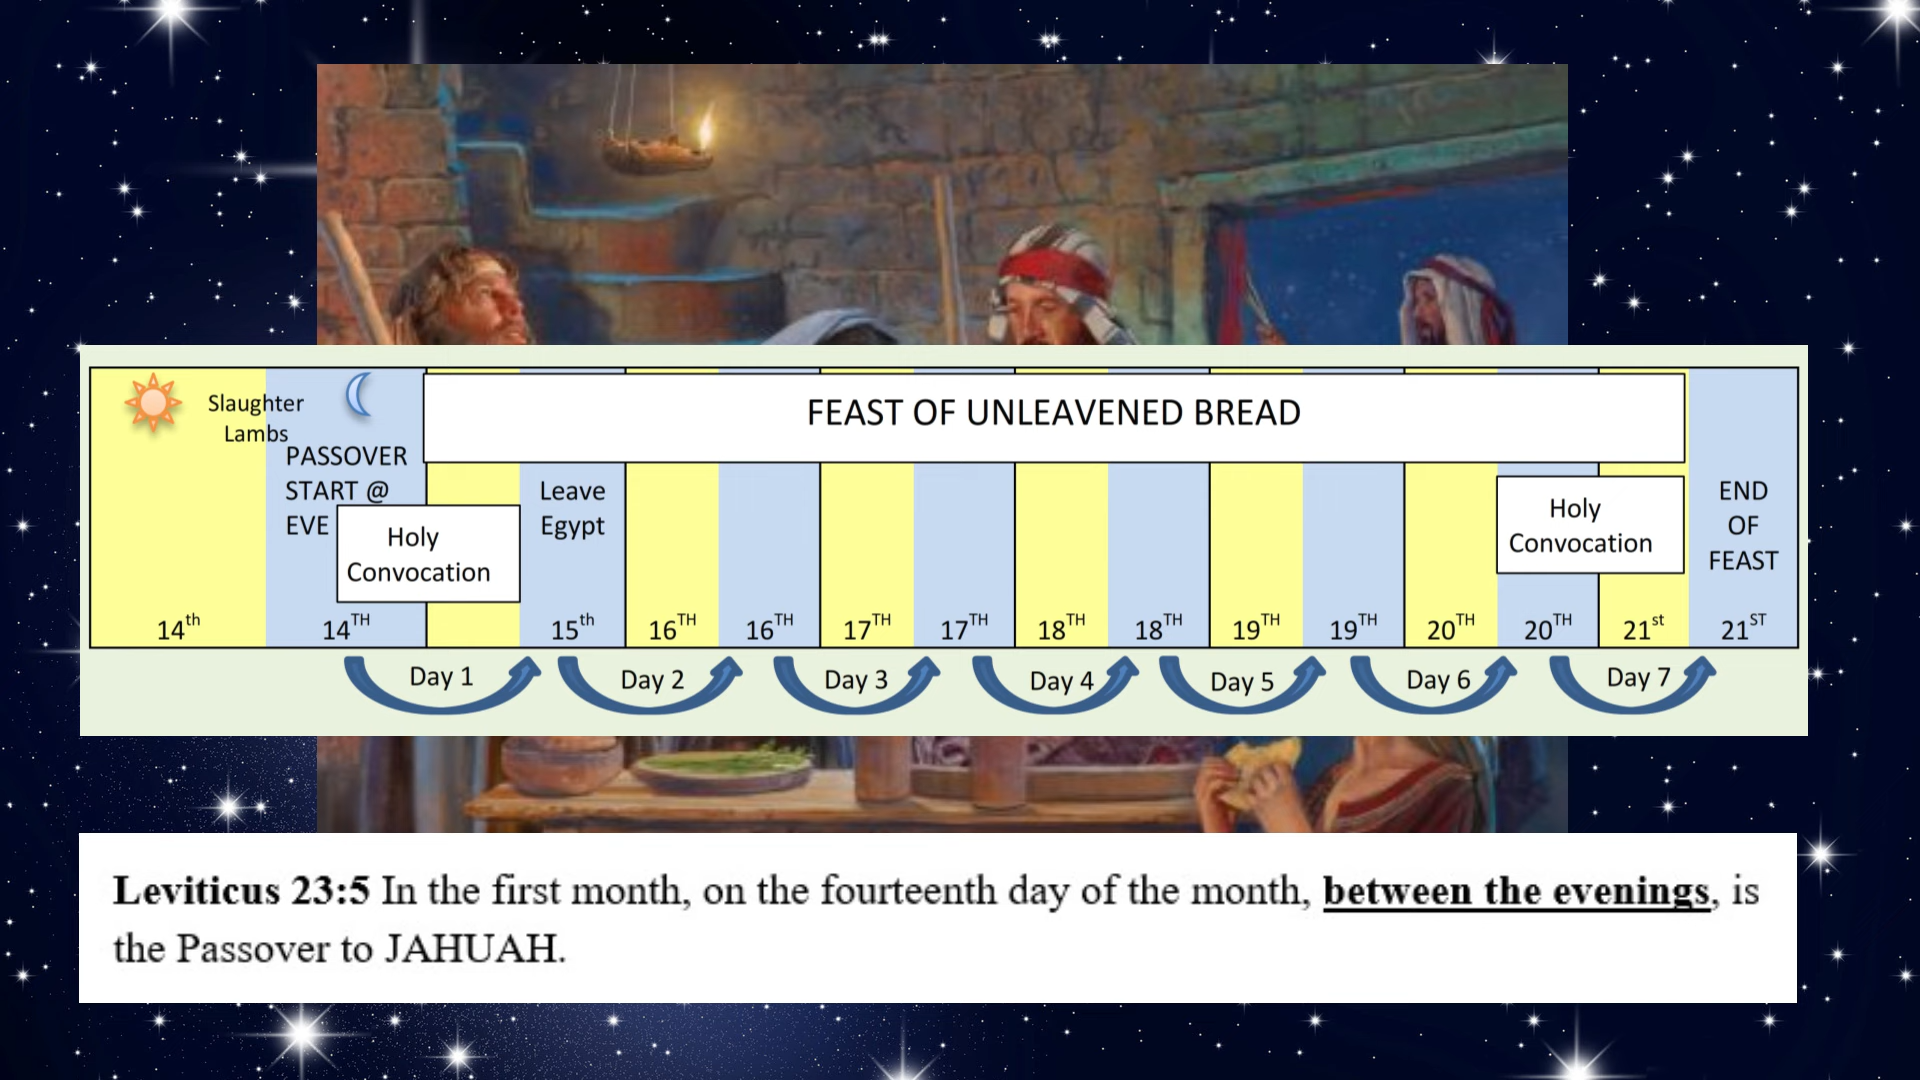 Slaughter
Lambs
PASSOVER
START @
EVE
FEAST OF UNLEAVENED BREAD
Holy
Convocation
Leave
Egypt
Holy
Convocation
END
OF
FEAST
14th 14TH 15th 16TH 16TH 17TH 17TH 18TH 18TH 19TH 19TH 20TH 20TH 21st 21ST
Day 1 Day 2 Day 3 Day 4 Day 5 Day 6 Day 7
Leviticus 23:5 In the first month, on the fourteenth day of the month, between the evenings, is
the Passover to JAHUAH.